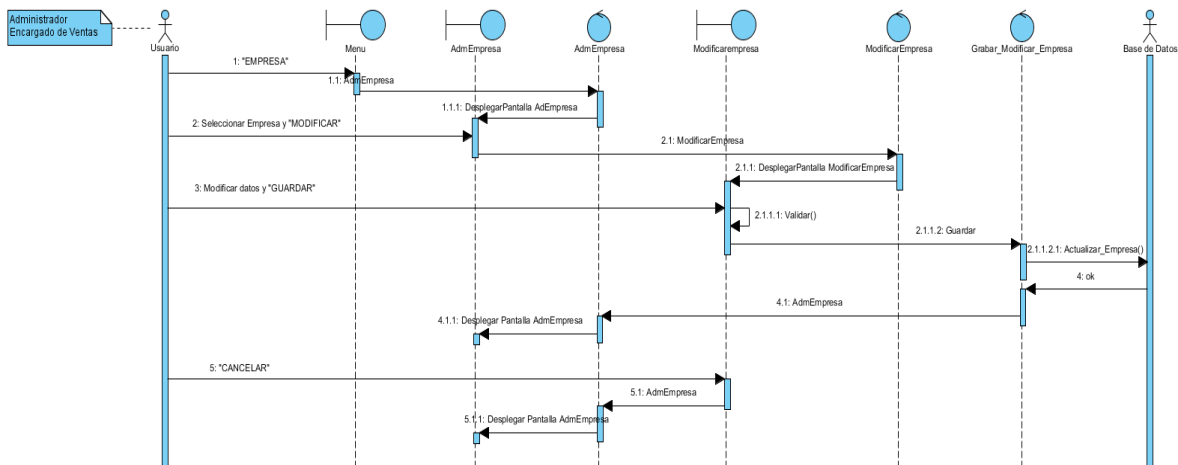 Administrador
Encargado de Ventas
Usuario
Menu
AdmEmpresa
AdmEmpresa
Modificarempresa
ModificarEmpresa
Grabar_Modificar_Empresa
Base de Datos
1: "EMPRESA"
1.1: AdmEmpresa
1.1.1: DesplegarPantalla AdEmpresa
2: Seleccionar Empresa y "MODIFICAR"
2.1: ModificarEmpresa
2.1.1: DesplegarPantalla ModificarEmpresa
3: Modificar datos y "GUARDAR"
2.1.1.1: Validar()
2.1.1.2: Guardar
2.1.1.2.1: Actualizar_Empresa()
4: ok
4.1: AdmEmpresa
4.1.1: Desplegar Pantalla AdmEmpresa
5: "CANCELAR"
5.1: AdmEmpresa
5.1.1: Desplegar Pantalla AdmEmpresa